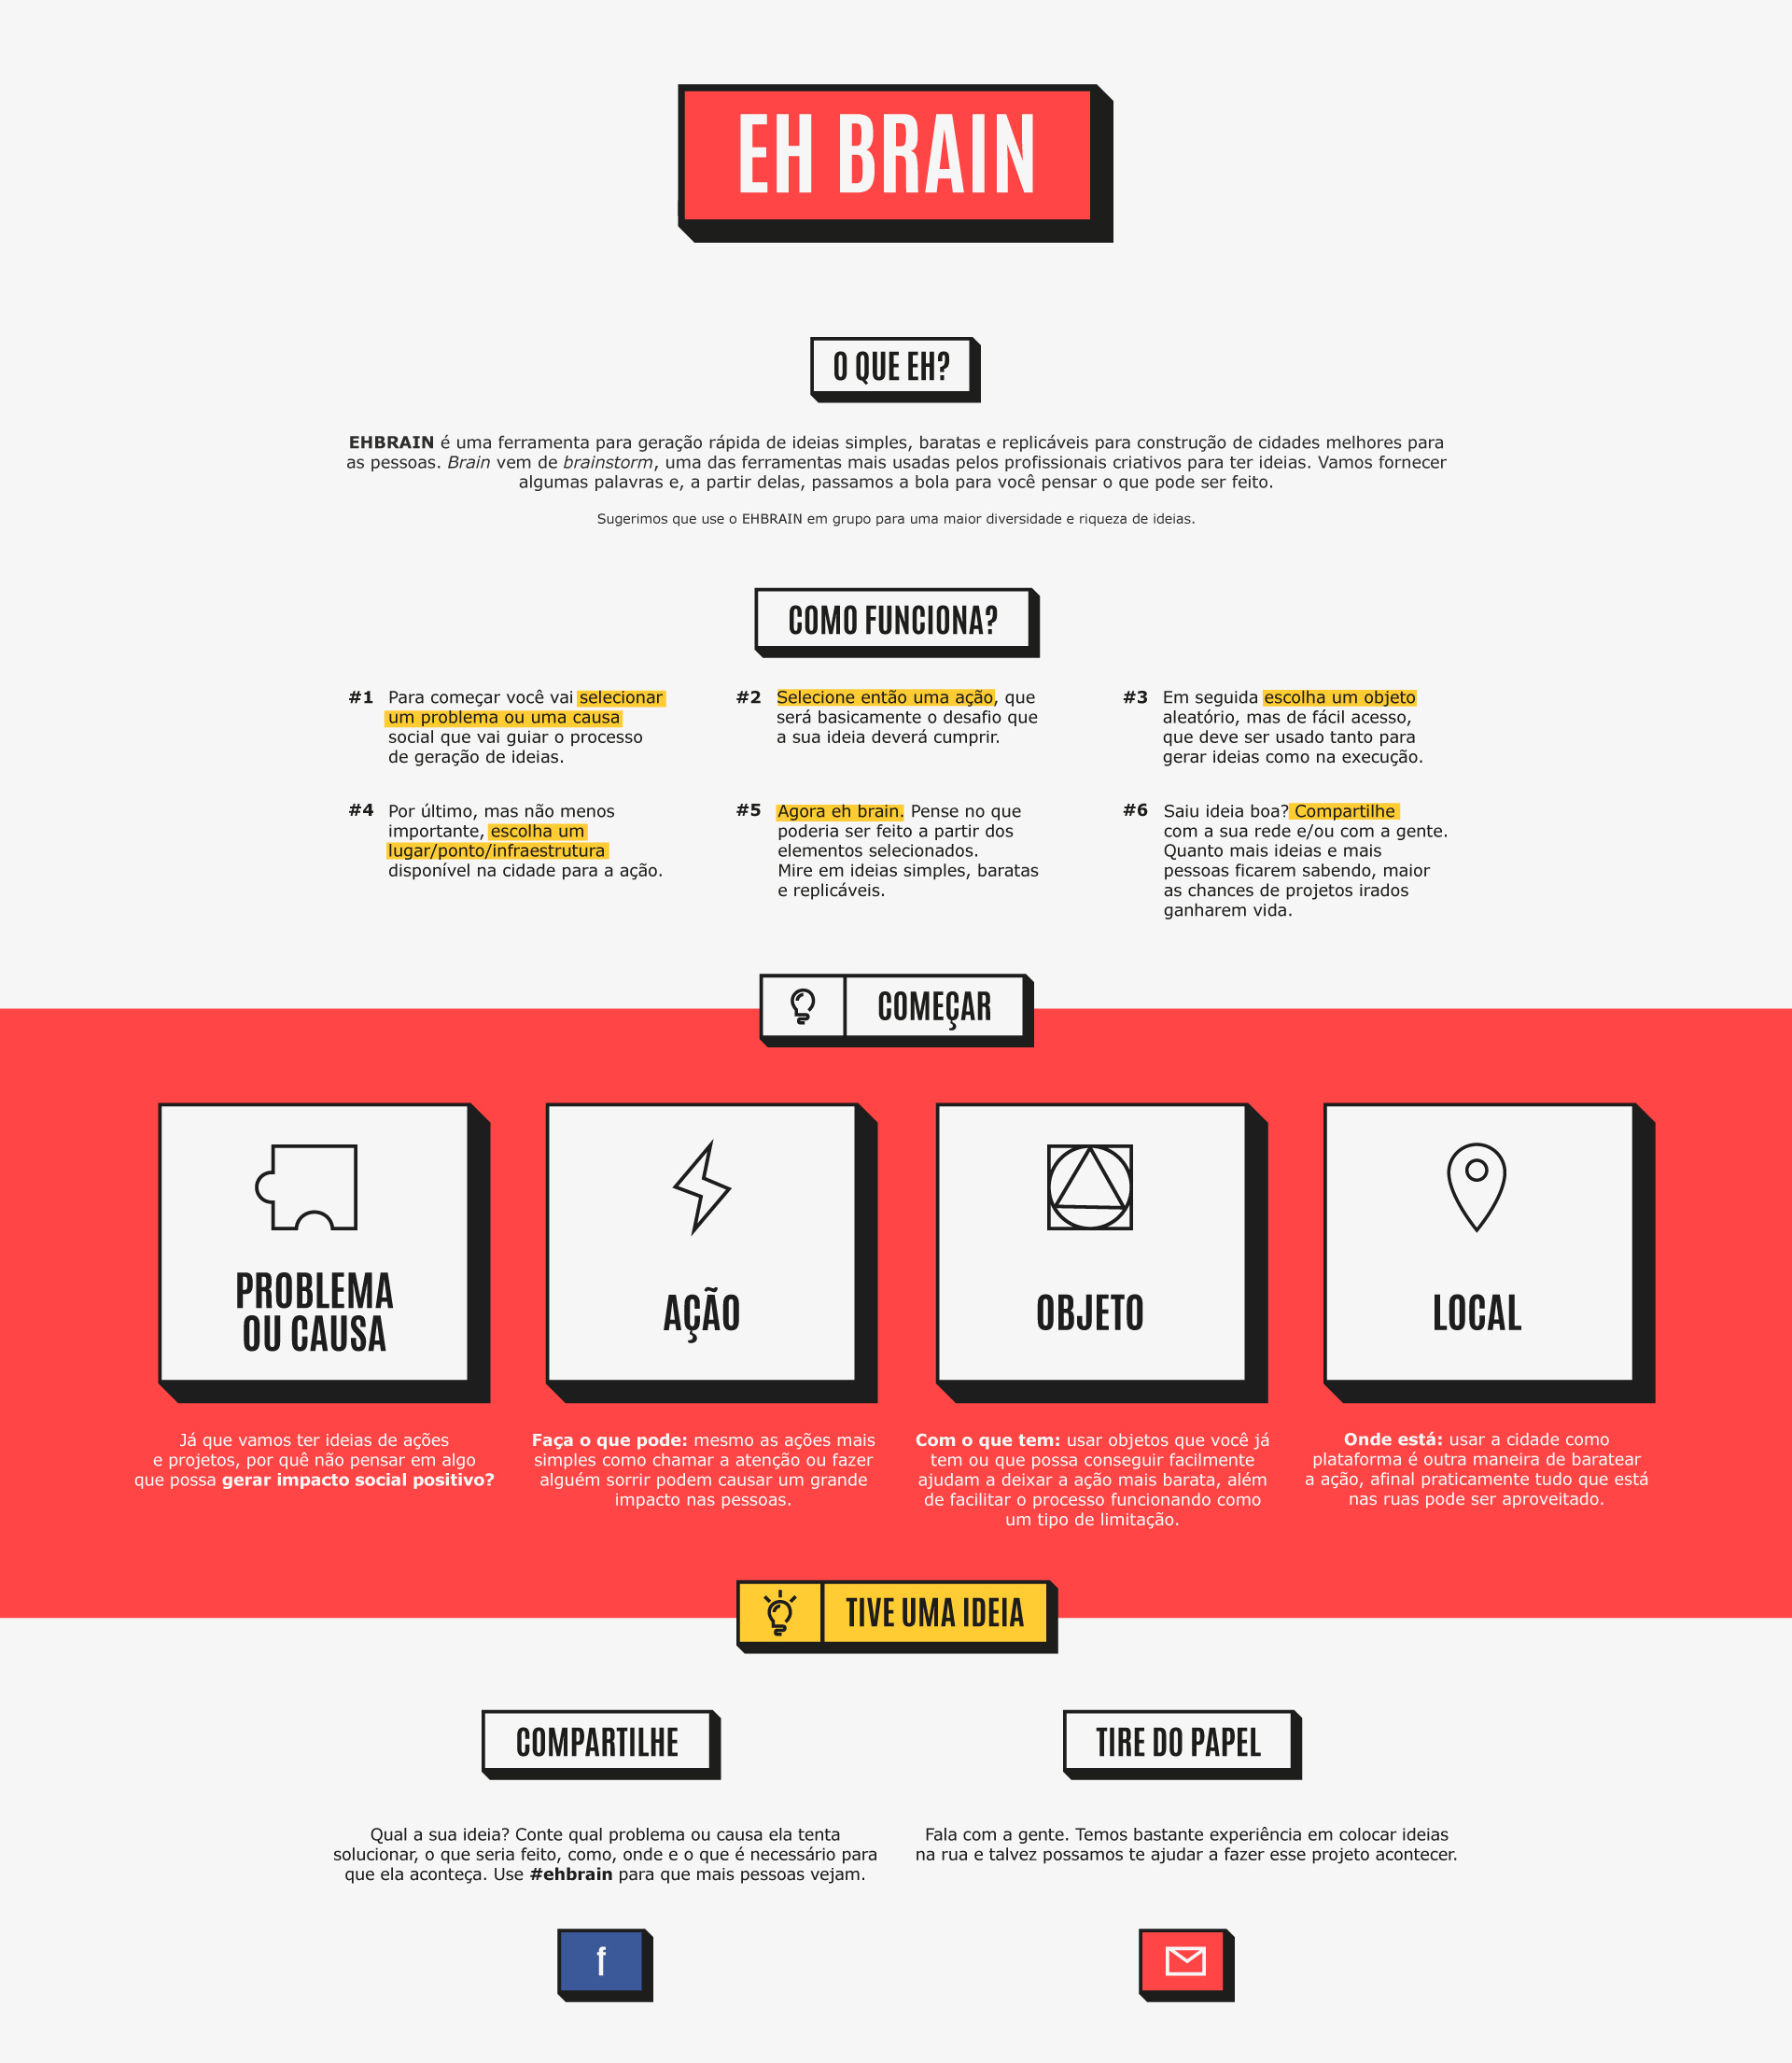 EH BRAIN
O QUE EH?
EHBRAIN é uma ferramenta para geração rápida de ideias simples, baratas e replicáveis para construção de cidades melhores para
as pessoas. Brain vem de brainstorm, uma das ferramentas mais usadas pelos profissionais criativos para ter ideias. Vamos fornecer
algumas palavras e, a partir delas, passamos a bola para você pensar o que pode ser feito.
Sugerimos que use o EHBRAIN em grupo para uma maior diversidade e riqueza de ideias.
COMO FUNCIONA?
#1 Para começar você vai selecionar
um problema ou uma causa
social que vai guiar o processo
de geração de ideias.
#2 Selecione então uma ação, que
será basicamente o desafio que
a sua ideia deverá cumprir.
#3 Em seguida escolha um objeto
aleatório, mas de fácil acesso,
que deve ser usado tanto para
gerar ideias como na execução.
#4 Por último, mas não menos
importante, escolha um
lugar/ponto/infraestrutura
disponível na cidade para a ação.
#5 Agora eh brain. Pense no que
poderia ser feito a partir dos
elementos selecionados.
Mire em ideias simples, baratas
e replicáveis.
#6 Saiu ideia boa? Compartilhe
com a sua rede e/ou com a gente.
Quanto mais ideias e mais
pessoas ficarem sabendo, maior
as chances de projetos irados
ganharem vida.
COMEÇAR
PROBLEMA
OU CAUSA
Já que vamos ter ideias de ações
e projetos, por quê não pensar em algo
que possa gerar impacto social positivo?
AÇÃO
Faça o que pode: mesmo as ações mais
simples como chamar a atenção ou fazer
alguém sorrir podem causar um grande
impacto nas pessoas.
OBJETO
Com o que tem: usar objetos que você já
tem ou que possa conseguir facilmente
ajudam a deixar a ação mais barata, além
de facilitar o processo funcionando como
um tipo de limitação.
LOCAL
Onde está: usar a cidade como
plataforma é outra maneira de baratear
a ação, afinal praticamente tudo que está
nas ruas pode ser aproveitado.
TIVE UMA IDEIA
COMPARTILHE
Qual a sua ideia? Conte qual problema ou causa ela tenta
solucionar, o que seria feito, como, onde e o que é necessário para
que ela aconteça. Use #ehbrain para que mais pessoas vejam.
f
TIRE DO PAPEL
Fala com a gente. Temos bastante experiência em colocar ideias
na rua e talvez possamos te ajudar a fazer esse projeto acontecer.